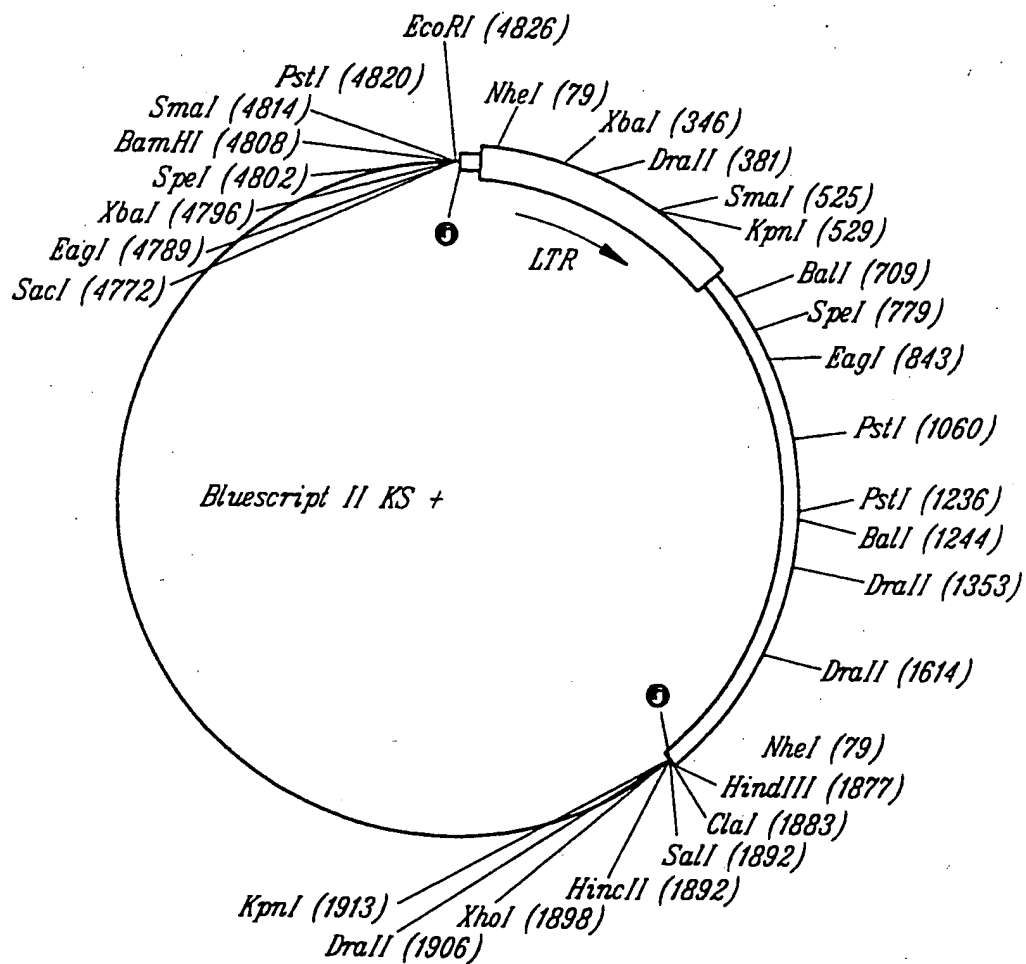 EcoRI (4826)
PstI (4820)
SmaI (4814)
BamHI (4808)
SpeI (4802)
XbaI (4796)
EagI (4789)
SacI (4772)
NheI (79)
XbaI (346)
DraII (381)
SmaI (525)
KpnI (529)
BalI (709)
SpeI (779)
EagI (843)
PstI (1060)
PstI (1236)
BalI (1244)
DraII (1353)
DraII (1614)
NheI (79)
HindIII (1877)
ClaI (1883)
SalI (1892)
HincII (1892)
XhoI (1898)
DraII (1906)
KpnI (1913)
j
LTR
Bluescript II KS +
j